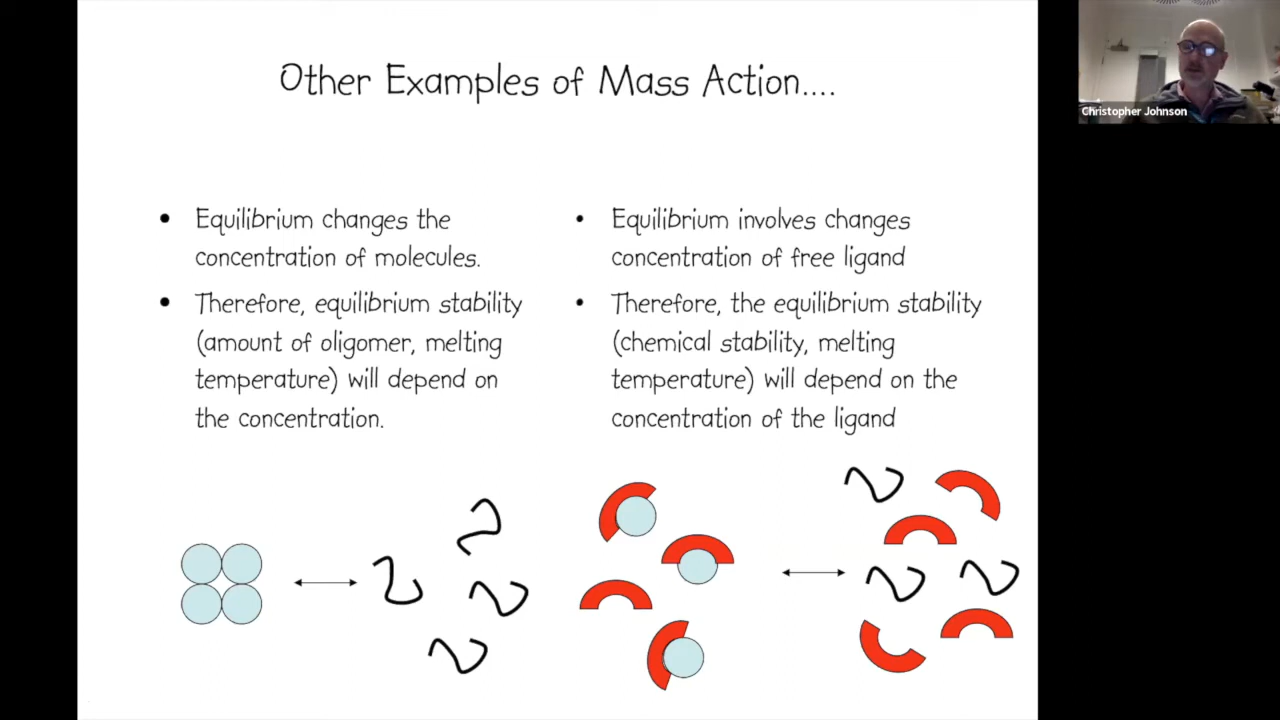 Other Examples of Mass Action....
• Equilibrium changes the
concentration of molecules.
• Therefore, equilibrium stability
(amount of oligomer, melting
temperature) will depend on
the concentration.
• Equilibrium involves changes
concentration of free ligand
• Therefore, the equilibrium stability
(chemical stability, melting
temperature) will depend on the
concentration of the ligand
Christopher Johnson